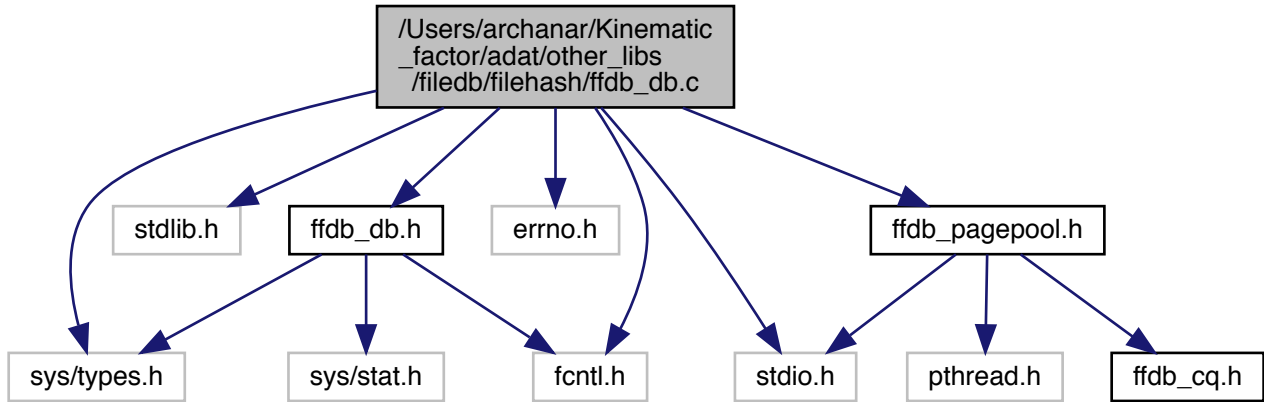 /Users/archanar/Kinematic
_factor/adat/other_libs
/filedb/filehash/ffdb_db.c
stdlib.h
ffdb_db.h
errno.h
ffdb_pagepool.h
sys/types.h
sys/stat.h
fcntl.h
stdio.h
pthread.h
ffdb_cq.h